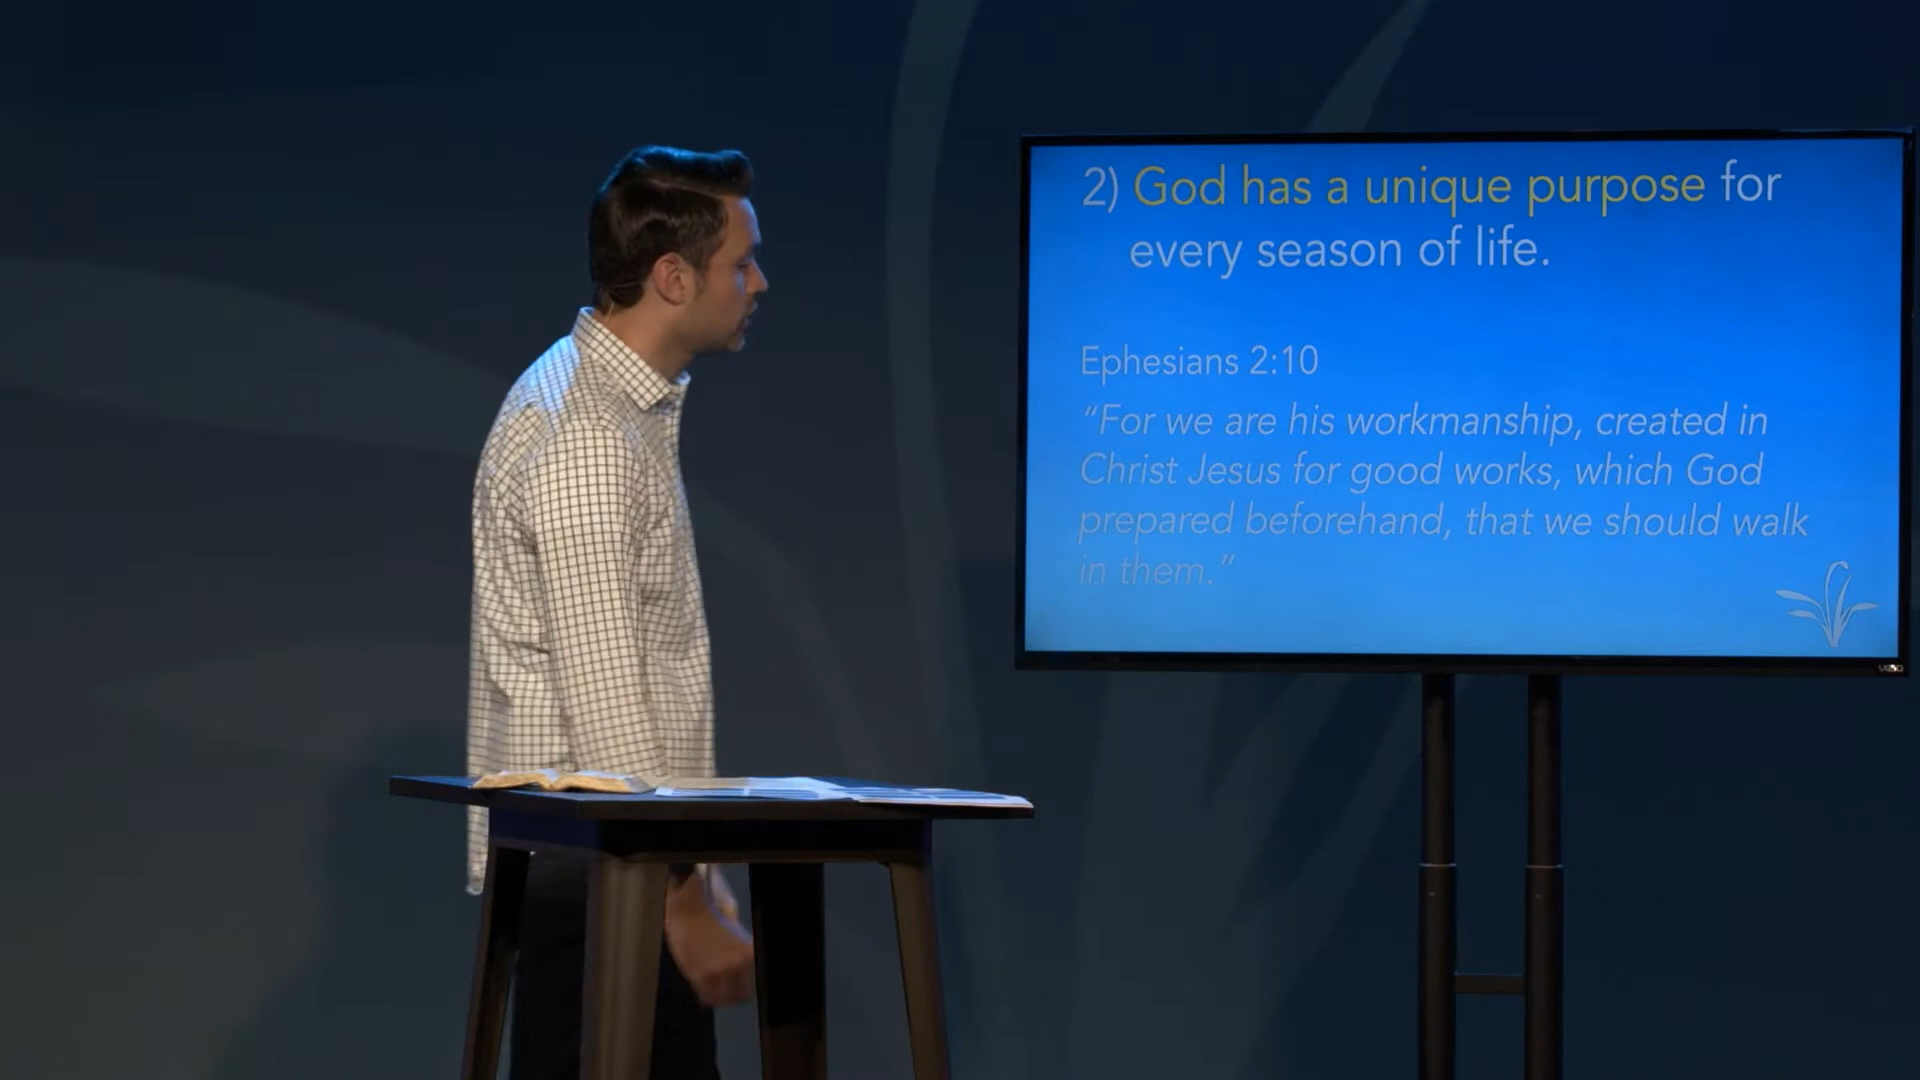 2) God has a unique purpose for
every season of life.
Ephesians 2:10
“For we are his workmanship, created in
Christ Jesus for good works, which God
prepared beforehand, that we should walk
in them.”
VIZIO